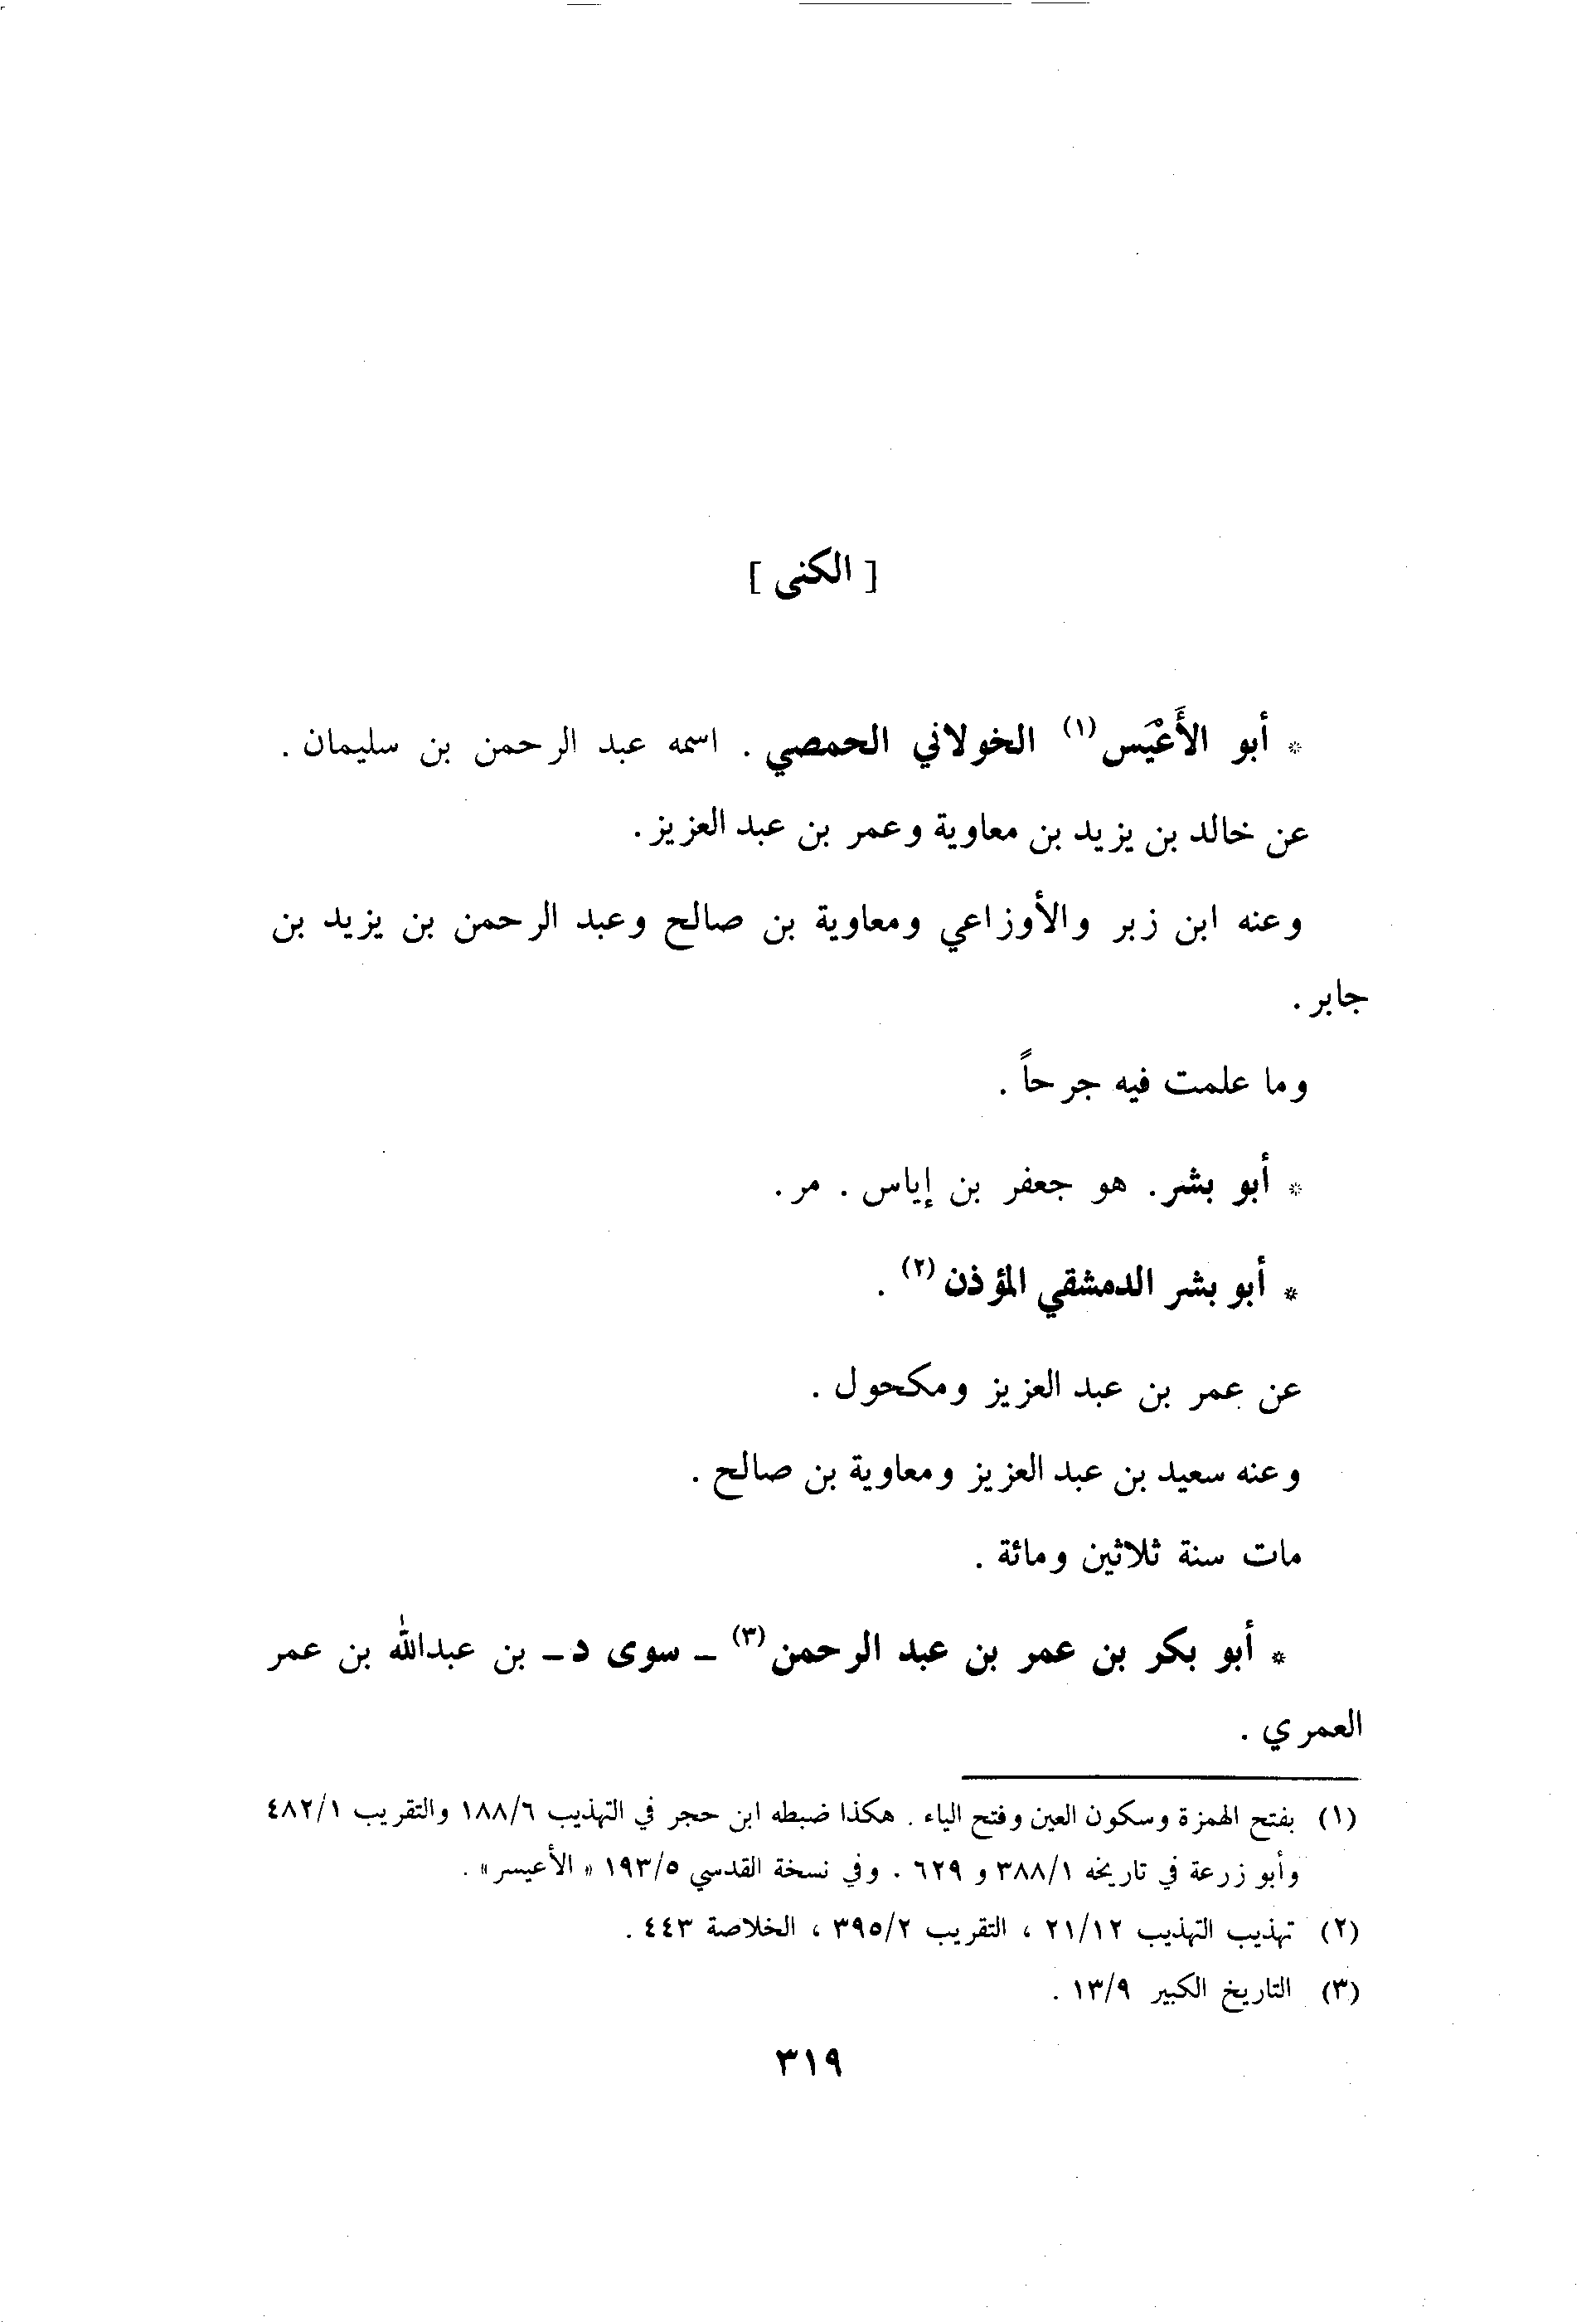 [ الكنى ]
* أبو الأَعْيَس(١) الخولاني الحمصي . اسمه عبد الرحمن بن سليمان .
عن خالد بن يزيد بن معاوية وعمر بن عبد العزيز .
وعنه ابن زبر والأوزاعي ومعاوية بن صالح وعبد الرحمن بن يزيد بن
جابر .
وما علمت فيه جرحاً .
* أبو بشر . هو جعفر بن إياس . مر .
* أبو بشر الدمشقي المؤذن(٢) .
عن عمر بن عبد العزيز ومكحول .
وعنه سعيد بن عبد العزيز ومعاوية بن صالح .
مات سنة ثلاثين ومائة .
* أبو بكر بن عمر بن عبد الرحمن(٣) ــ سوى د ــ بن عبدالله بن عمر
العمري .
(١) بفتح الهمزة وسكون العين وفتح الياء . هكذا ضبطه ابن حجر في التهذيب ١٨٨/٦ والتقريب ٤٨٢/١
وأبو زرعة في تاريخه ٣٨٨/١ و ٦٢٩ . وفي نسخة القدسي ١٩٣/٥ « الأعيسر» .
(٢) تهذيب التهذيب ٢١/١٢ ، التقريب ٣٩٥/٢ ، الخلاصة ٤٤٣ .
(٣) التاريخ الكبير ١٣/٩ .
٣١٩